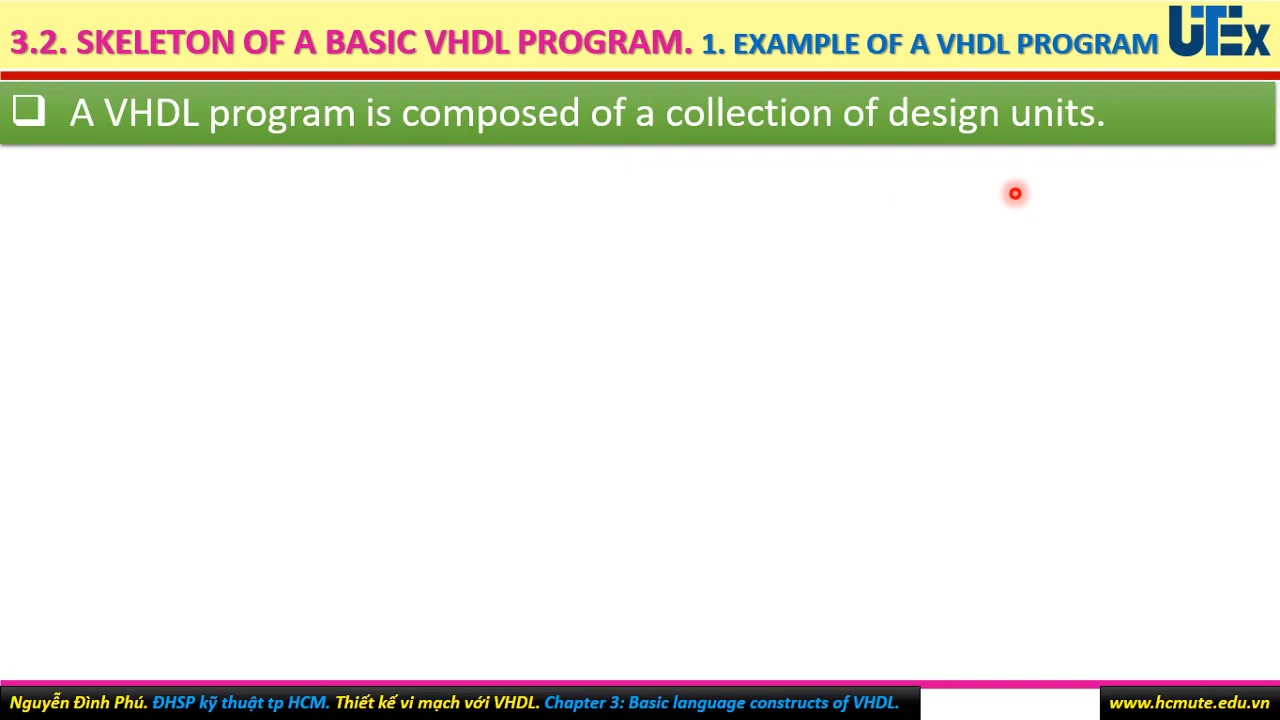 3.2. SKELETON OF A BASIC VHDL PROGRAM. 1. EXAMPLE OF A VHDL PROGRAM UTEx
A VHDL program is composed of a collection of design units.
Nguyễn Đình Phú. ĐHSP kỹ thuật tp HCM. Thiết kế vi mạch với VHDL. Chapter 3: Basic language constructs of VHDL. www.hcmute.edu.vn